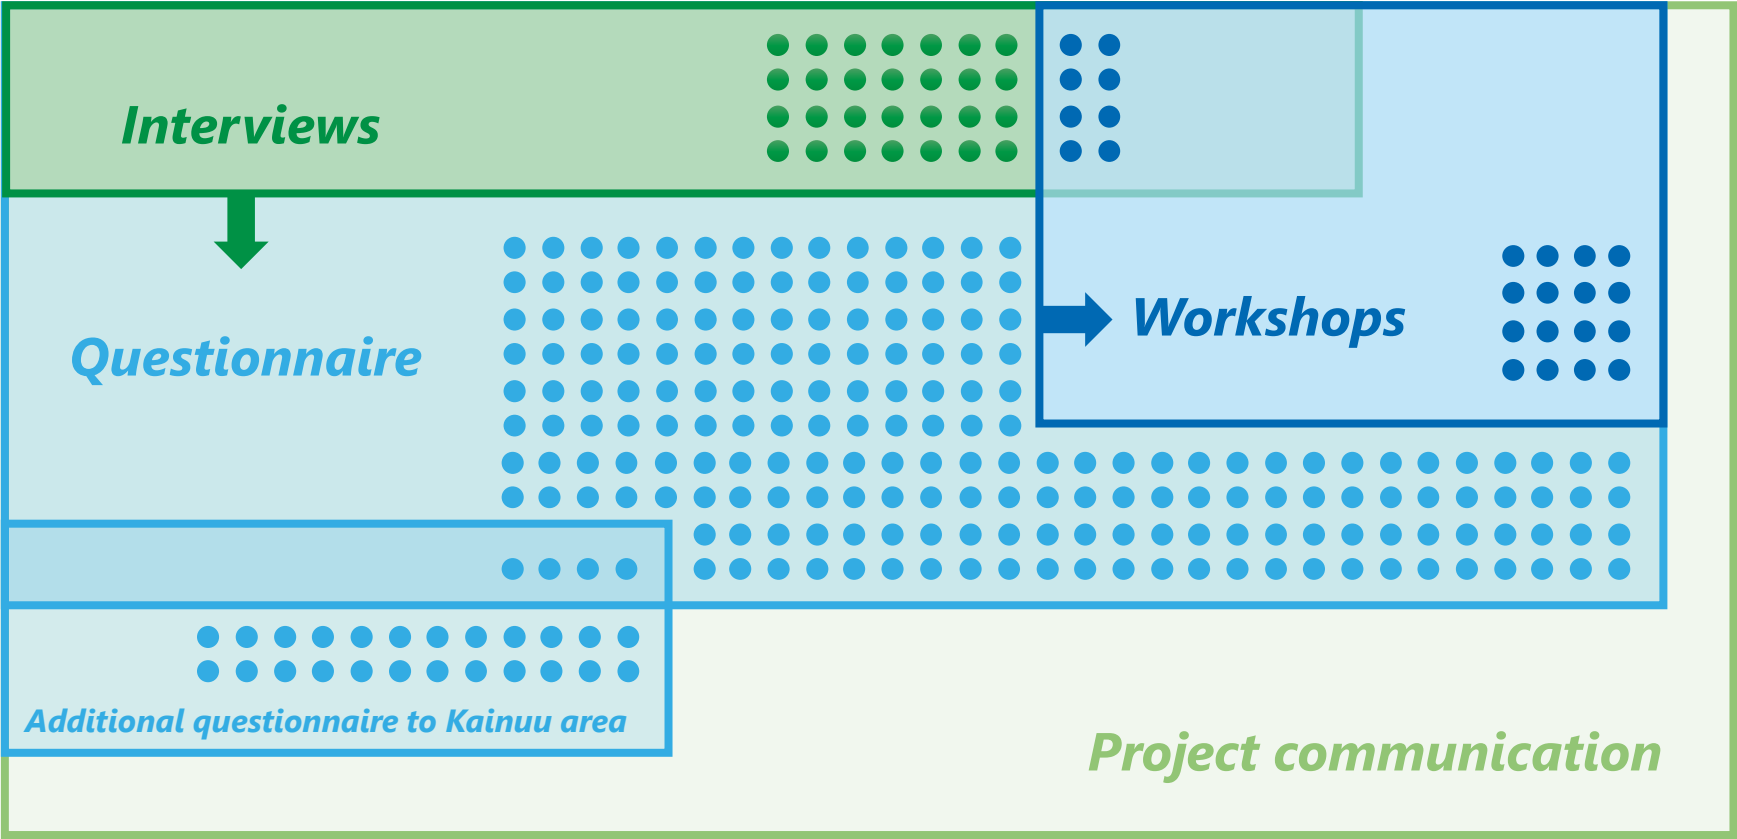 Interviews
Workshops
Questionnaire
Additional questionnaire to Kainuu area
Project communication